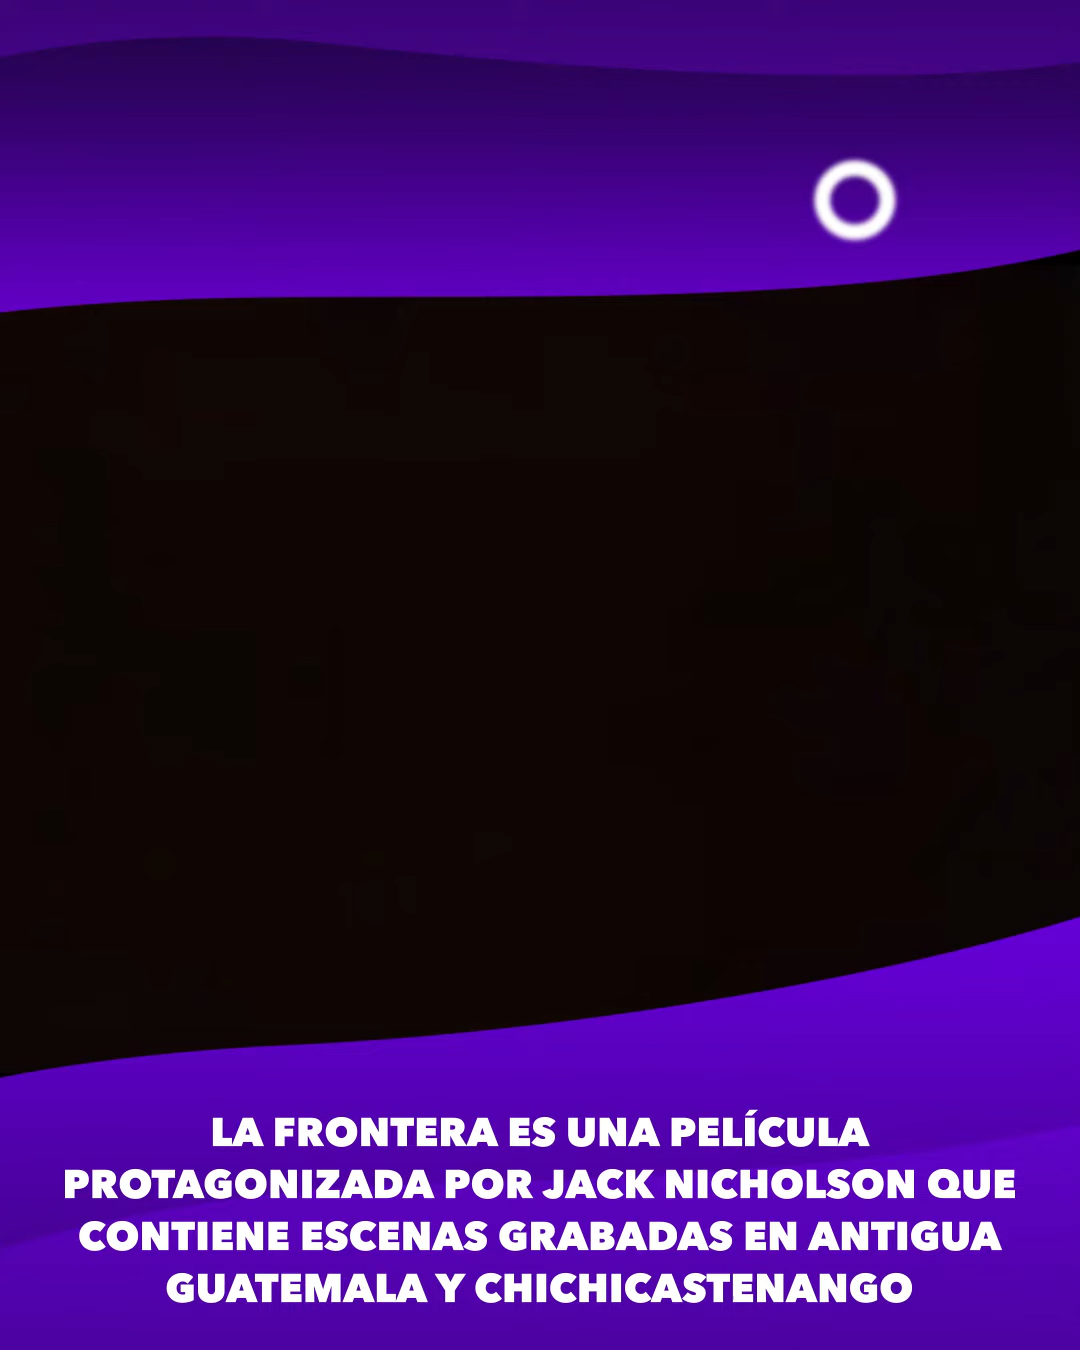 LA FRONTERA ES UNA PELÍCULA
PROTAGONIZADA POR JACK NICHOLSON QUE
CONTIENE ESCENAS GRABADAS EN ANTIGUA
GUATEMALA Y CHICHICASTENANGO